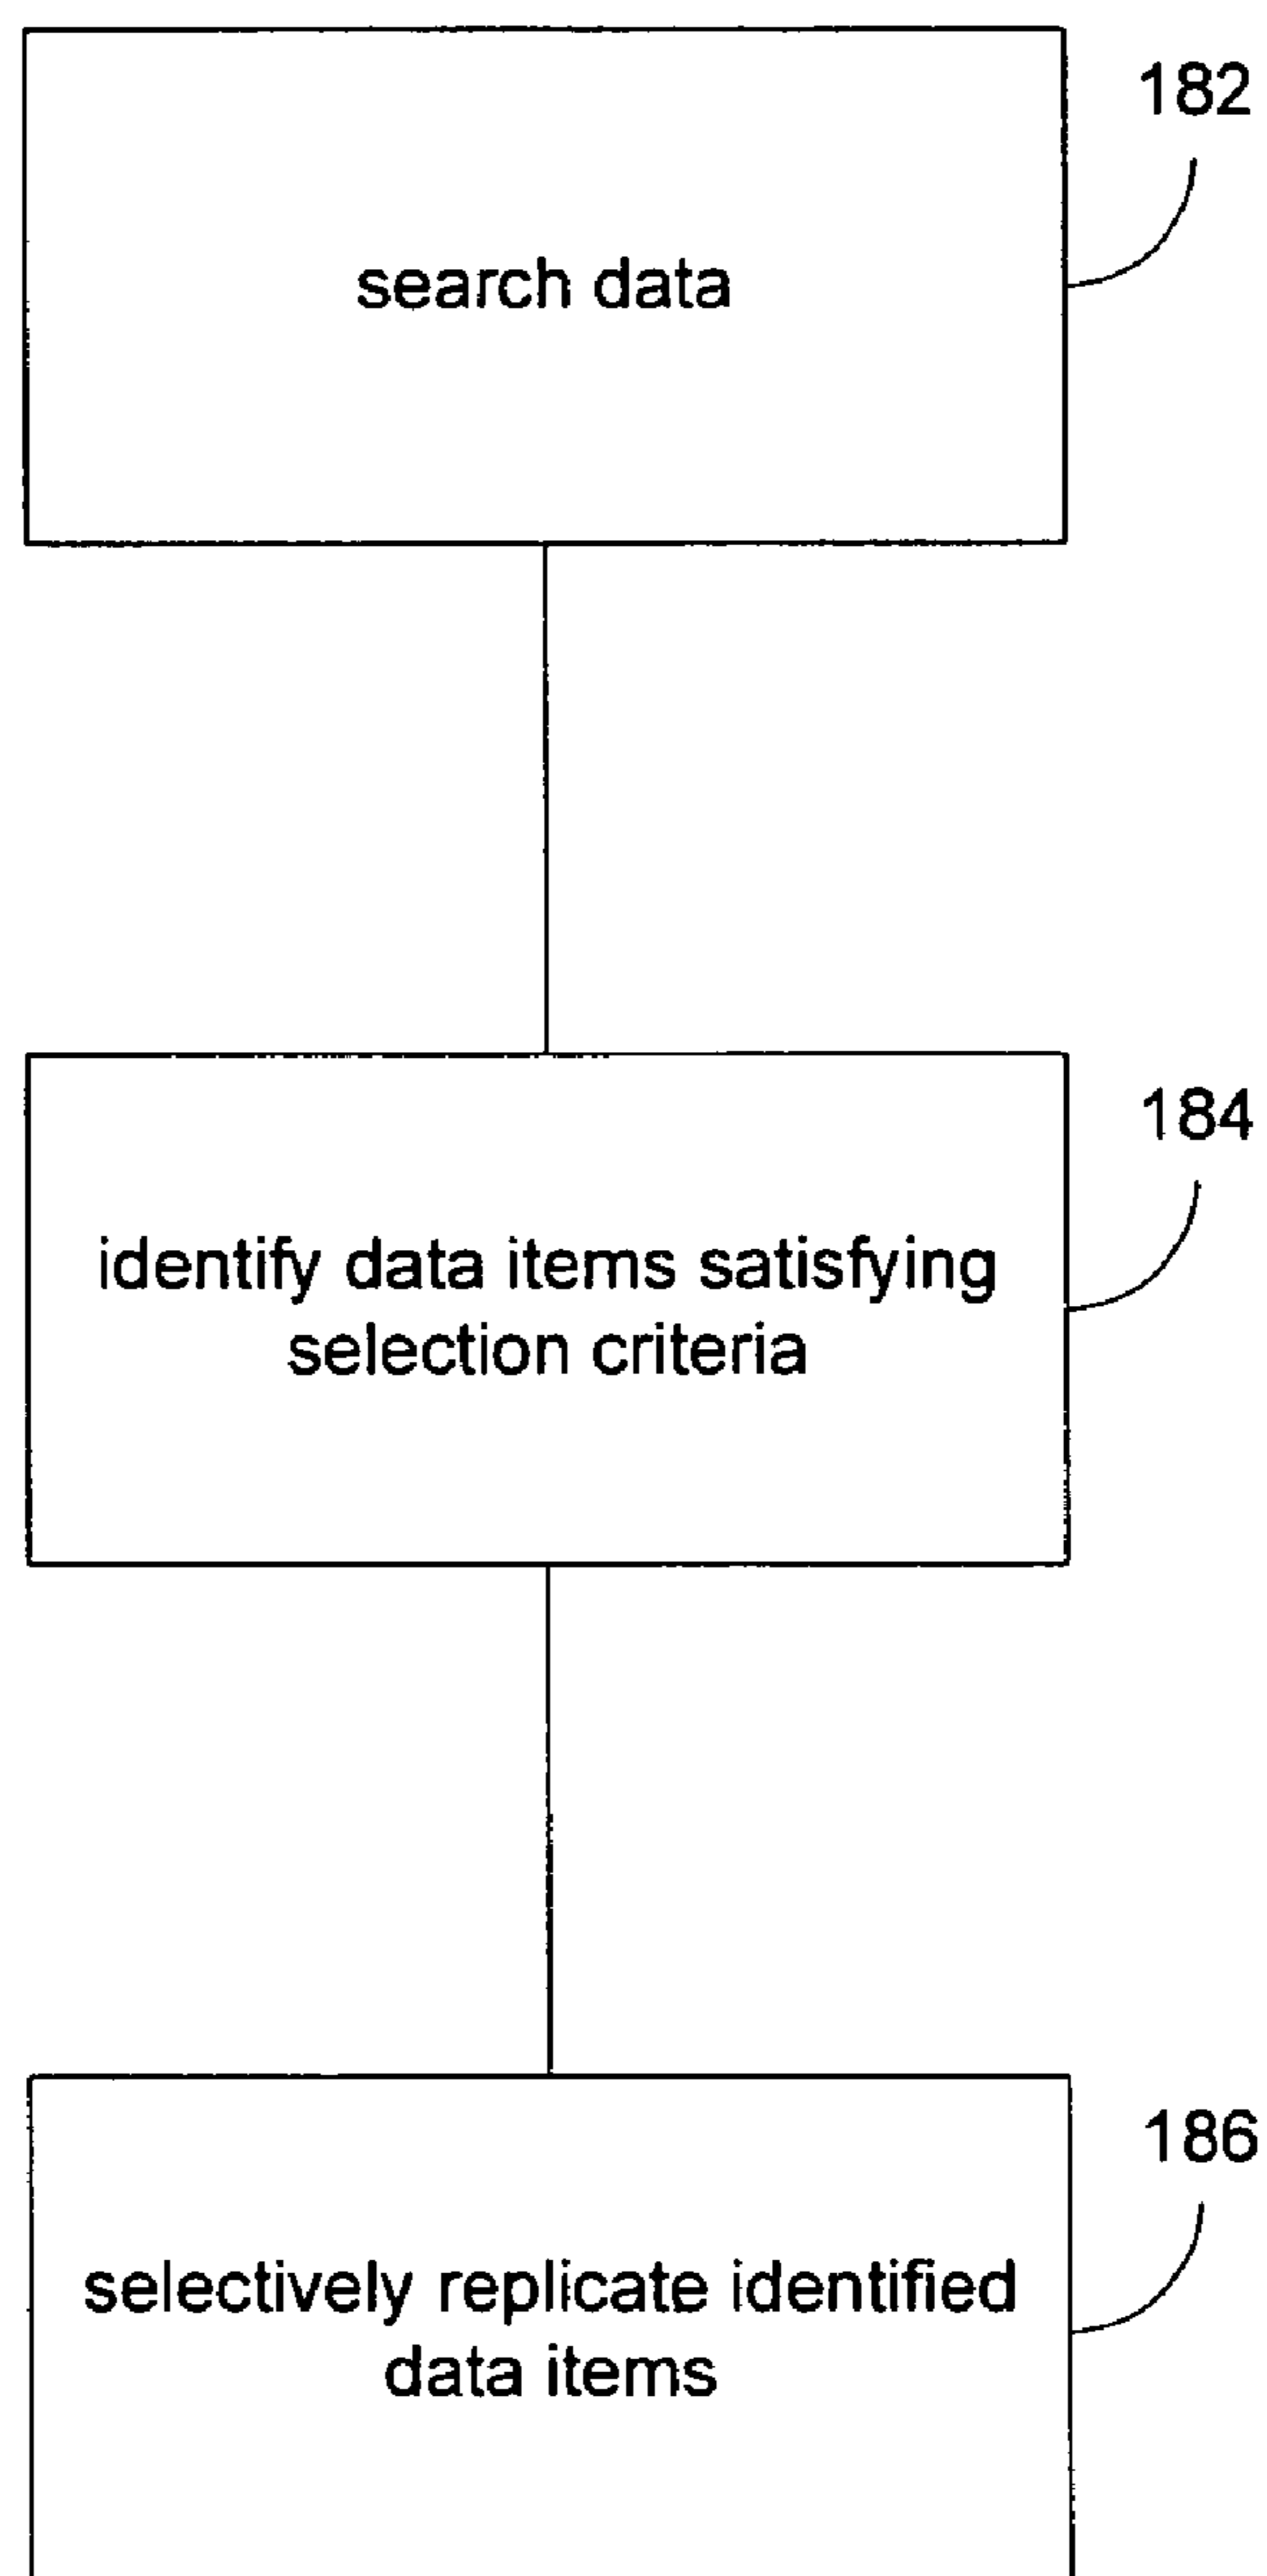 182
search data
184
identify data items satisfying
selection criteria
186
selectively replicate identified
data items